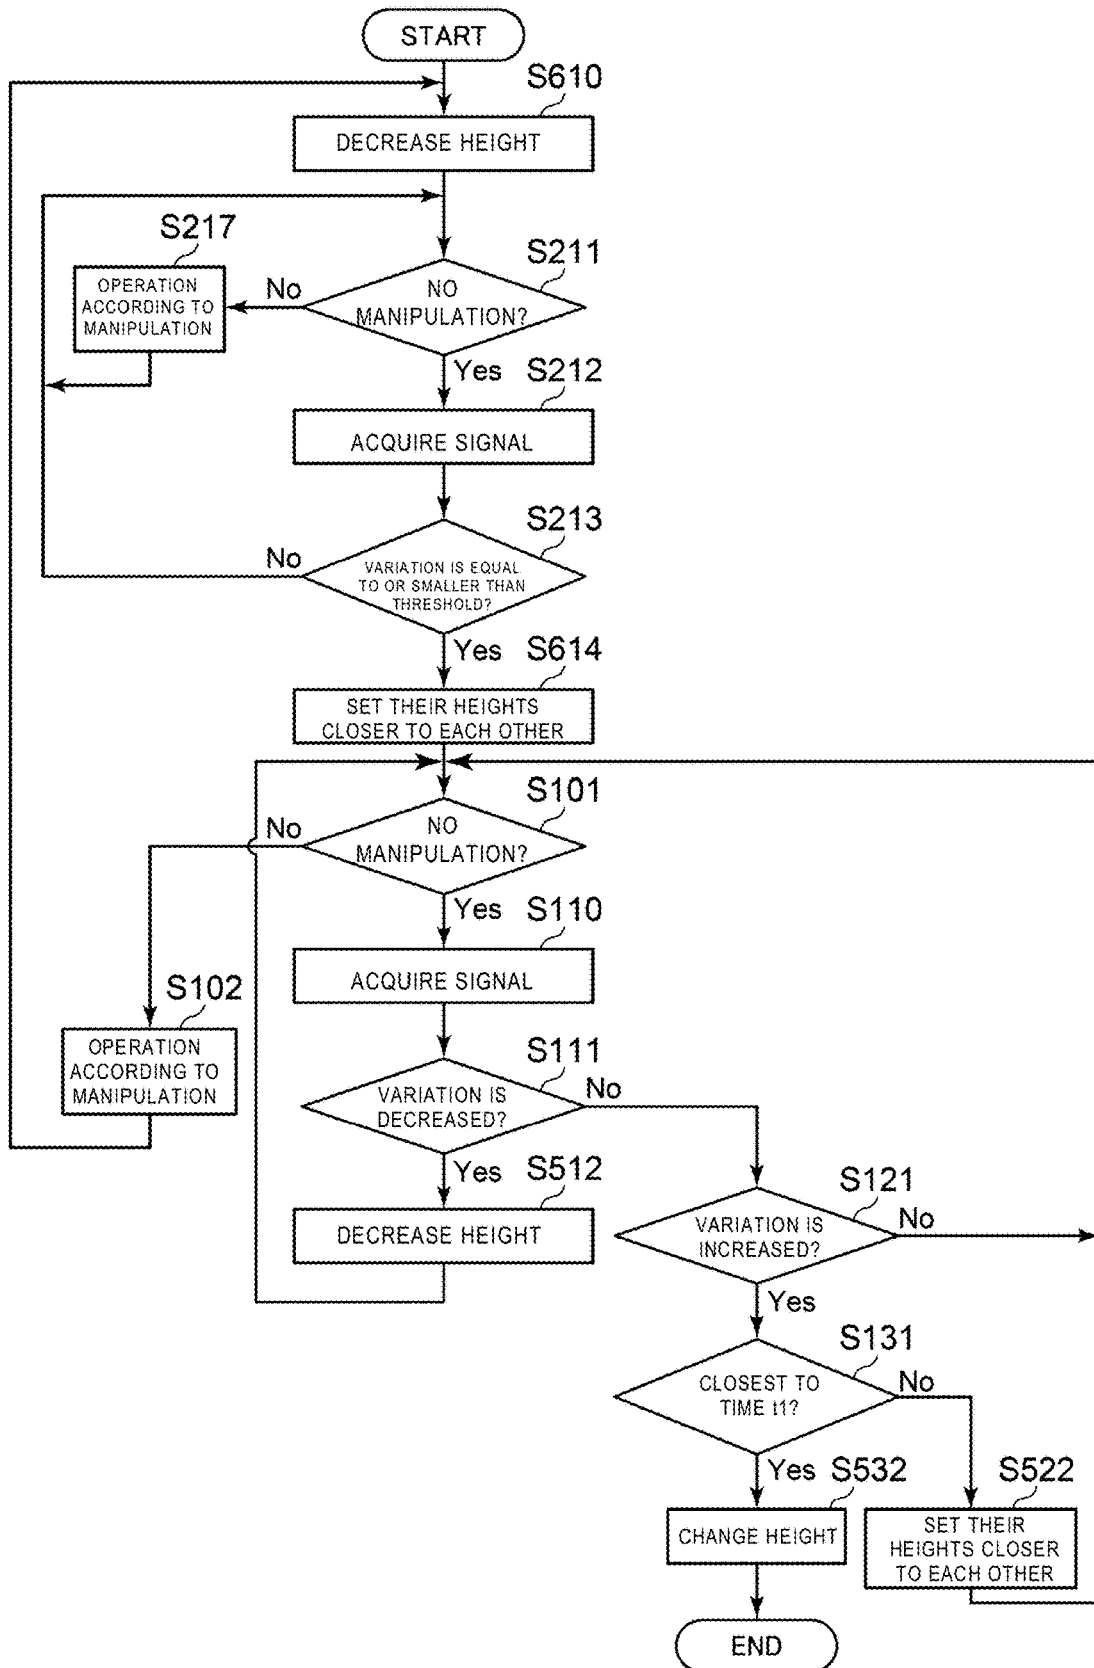 START
S610
DECREASE HEIGHT
S217
OPERATION
ACCORDING TO
MANIPULATION
No
S211
NO
MANIPULATION?
Yes
S212
ACQUIRE SIGNAL
S213
No
VARIATION IS EQUAL
TO OR SMALLER THAN
THRESHOLD?
Yes
S614
SET THEIR HEIGHTS
CLOSER TO EACH OTHER
S101
No
NO
MANIPULATION?
Yes
S110
ACQUIRE SIGNAL
S102
OPERATION
ACCORDING TO
MANIPULATION
S111
No
VARIATION IS
DECREASED?
Yes
S512
DECREASE HEIGHT
S121
No
VARIATION IS
INCREASED?
Yes
S131
No
CLOSEST TO
TIME t1?
Yes
S532
CHANGE HEIGHT
S522
SET THEIR
HEIGHTS CLOSER
TO EACH OTHER
END